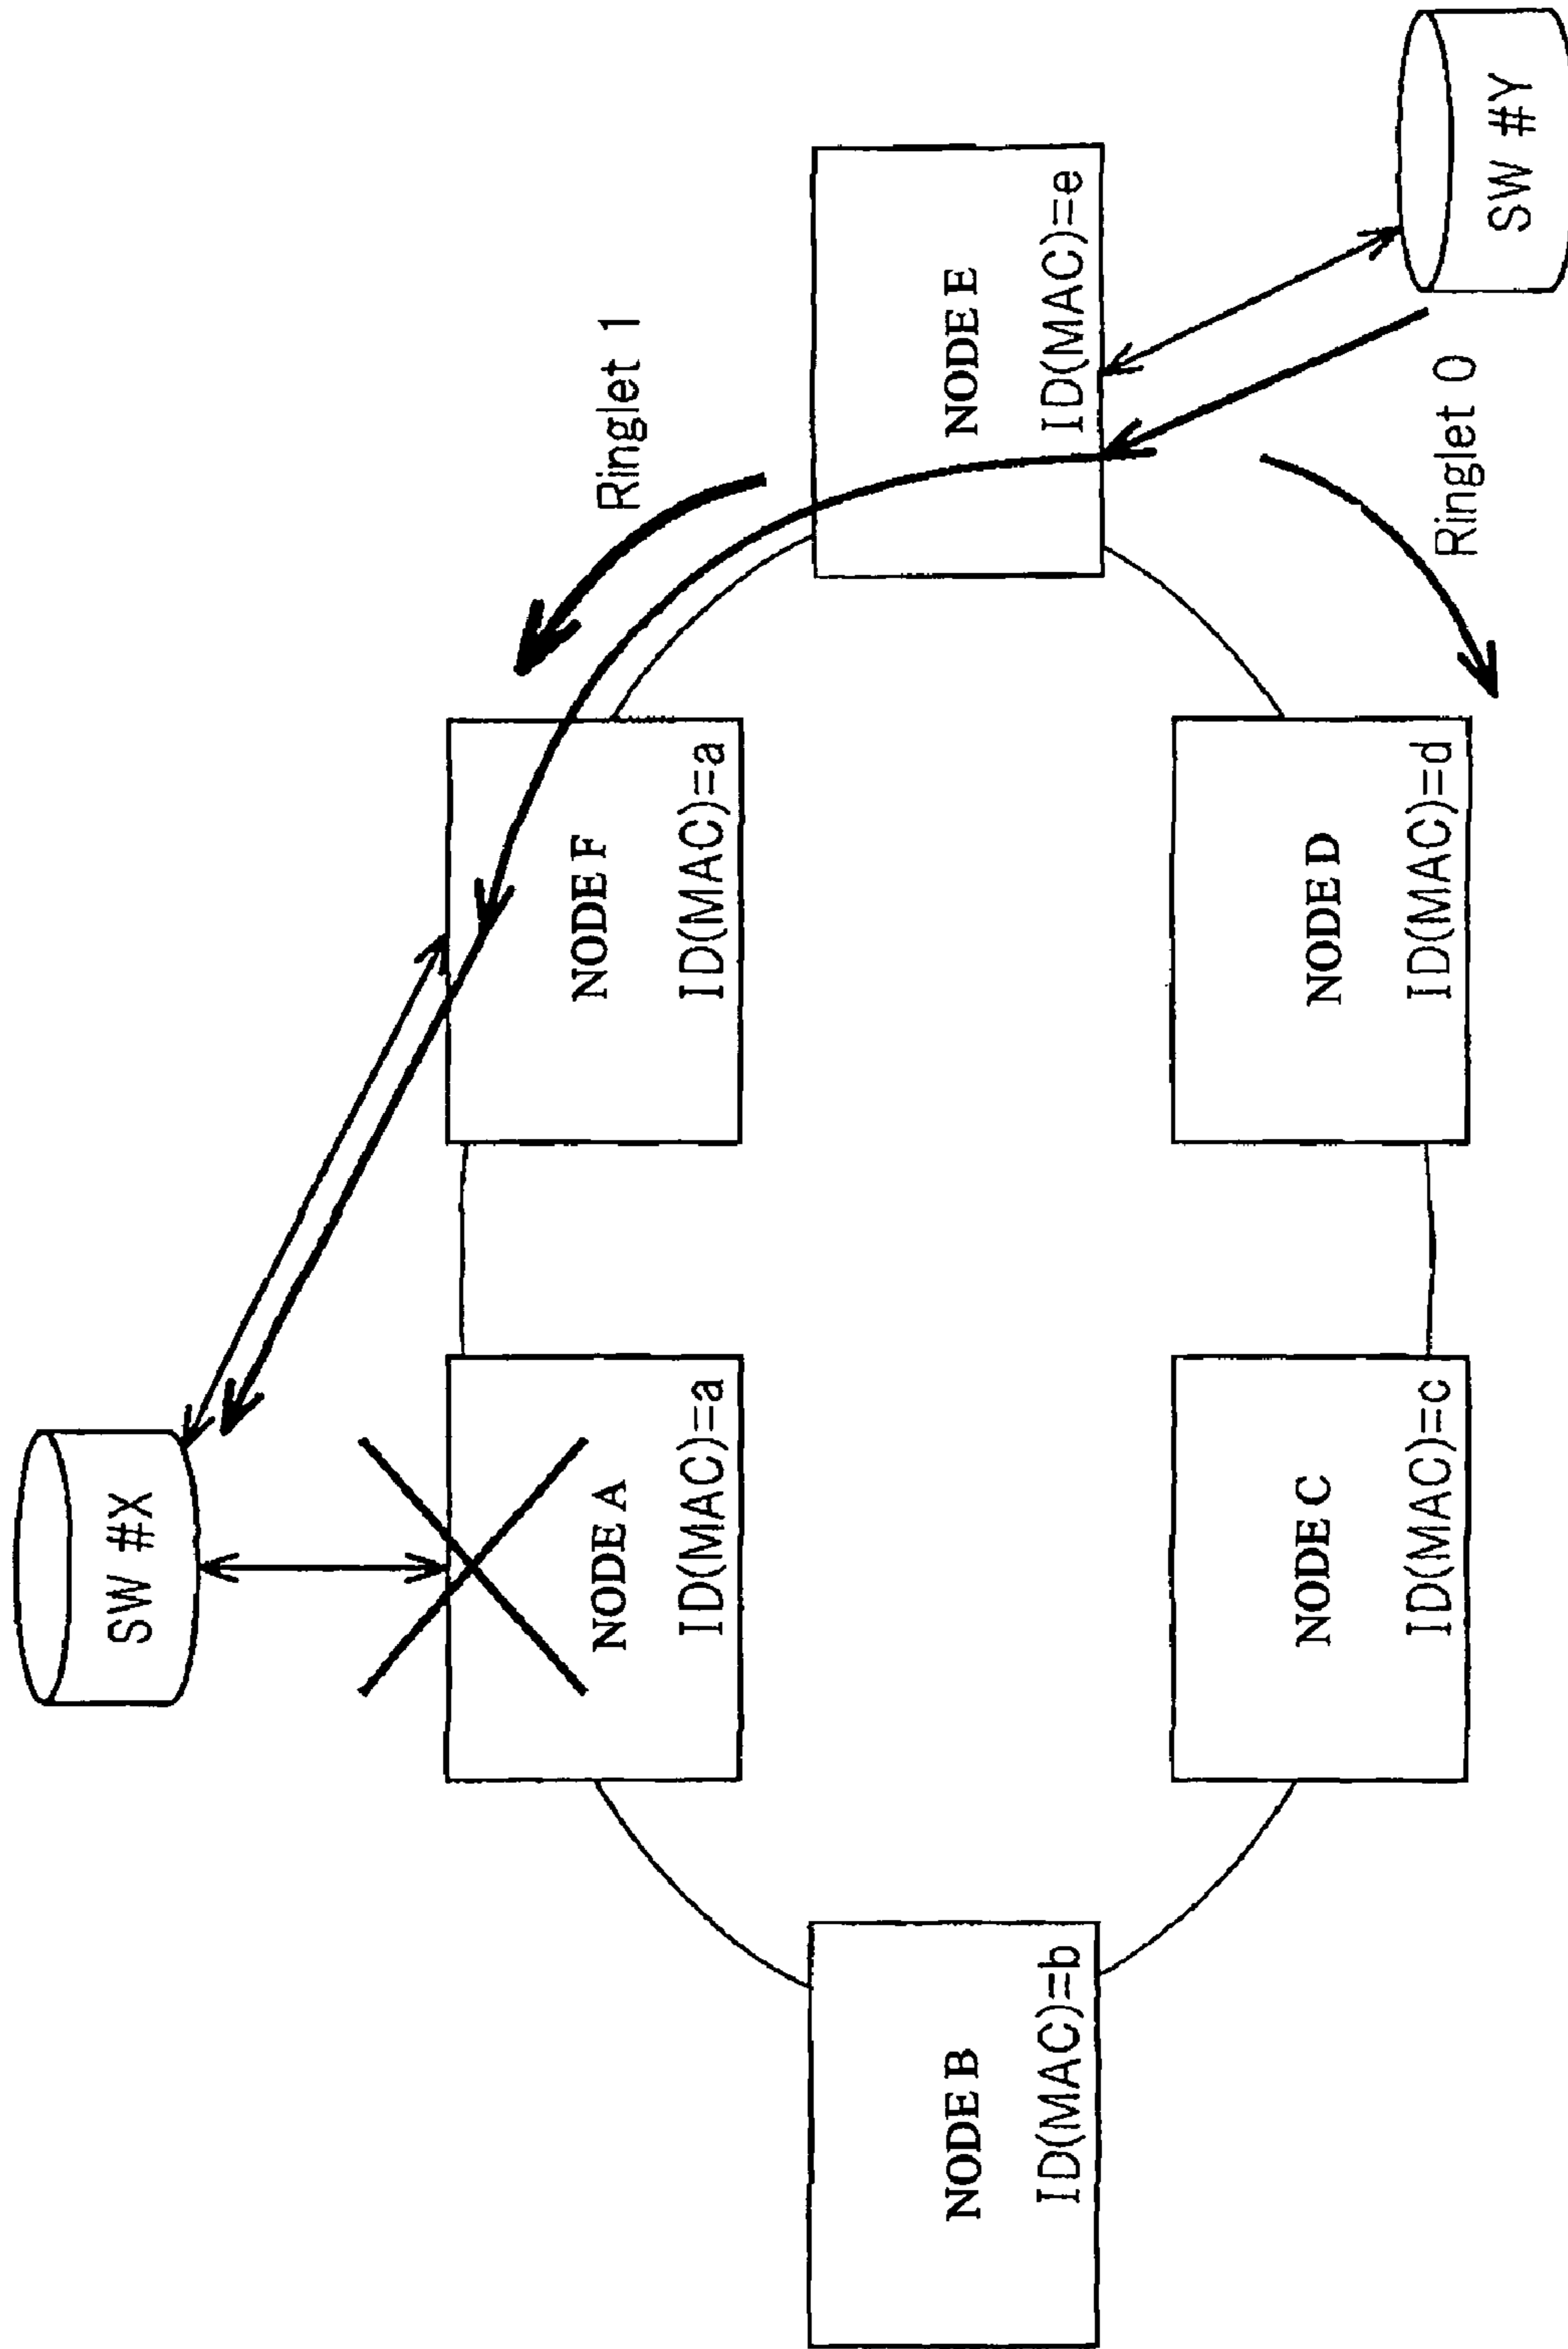 SW #X
Ringlet 1
NODE A
ID(MAC)=a
NODE F
ID(MAC)=a
NODE B
ID(MAC)=b
NODE E
ID(MAC)=e
NODE C
ID(MAC)=c
NODE D
ID(MAC)=d
Ringlet 0
SW #Y